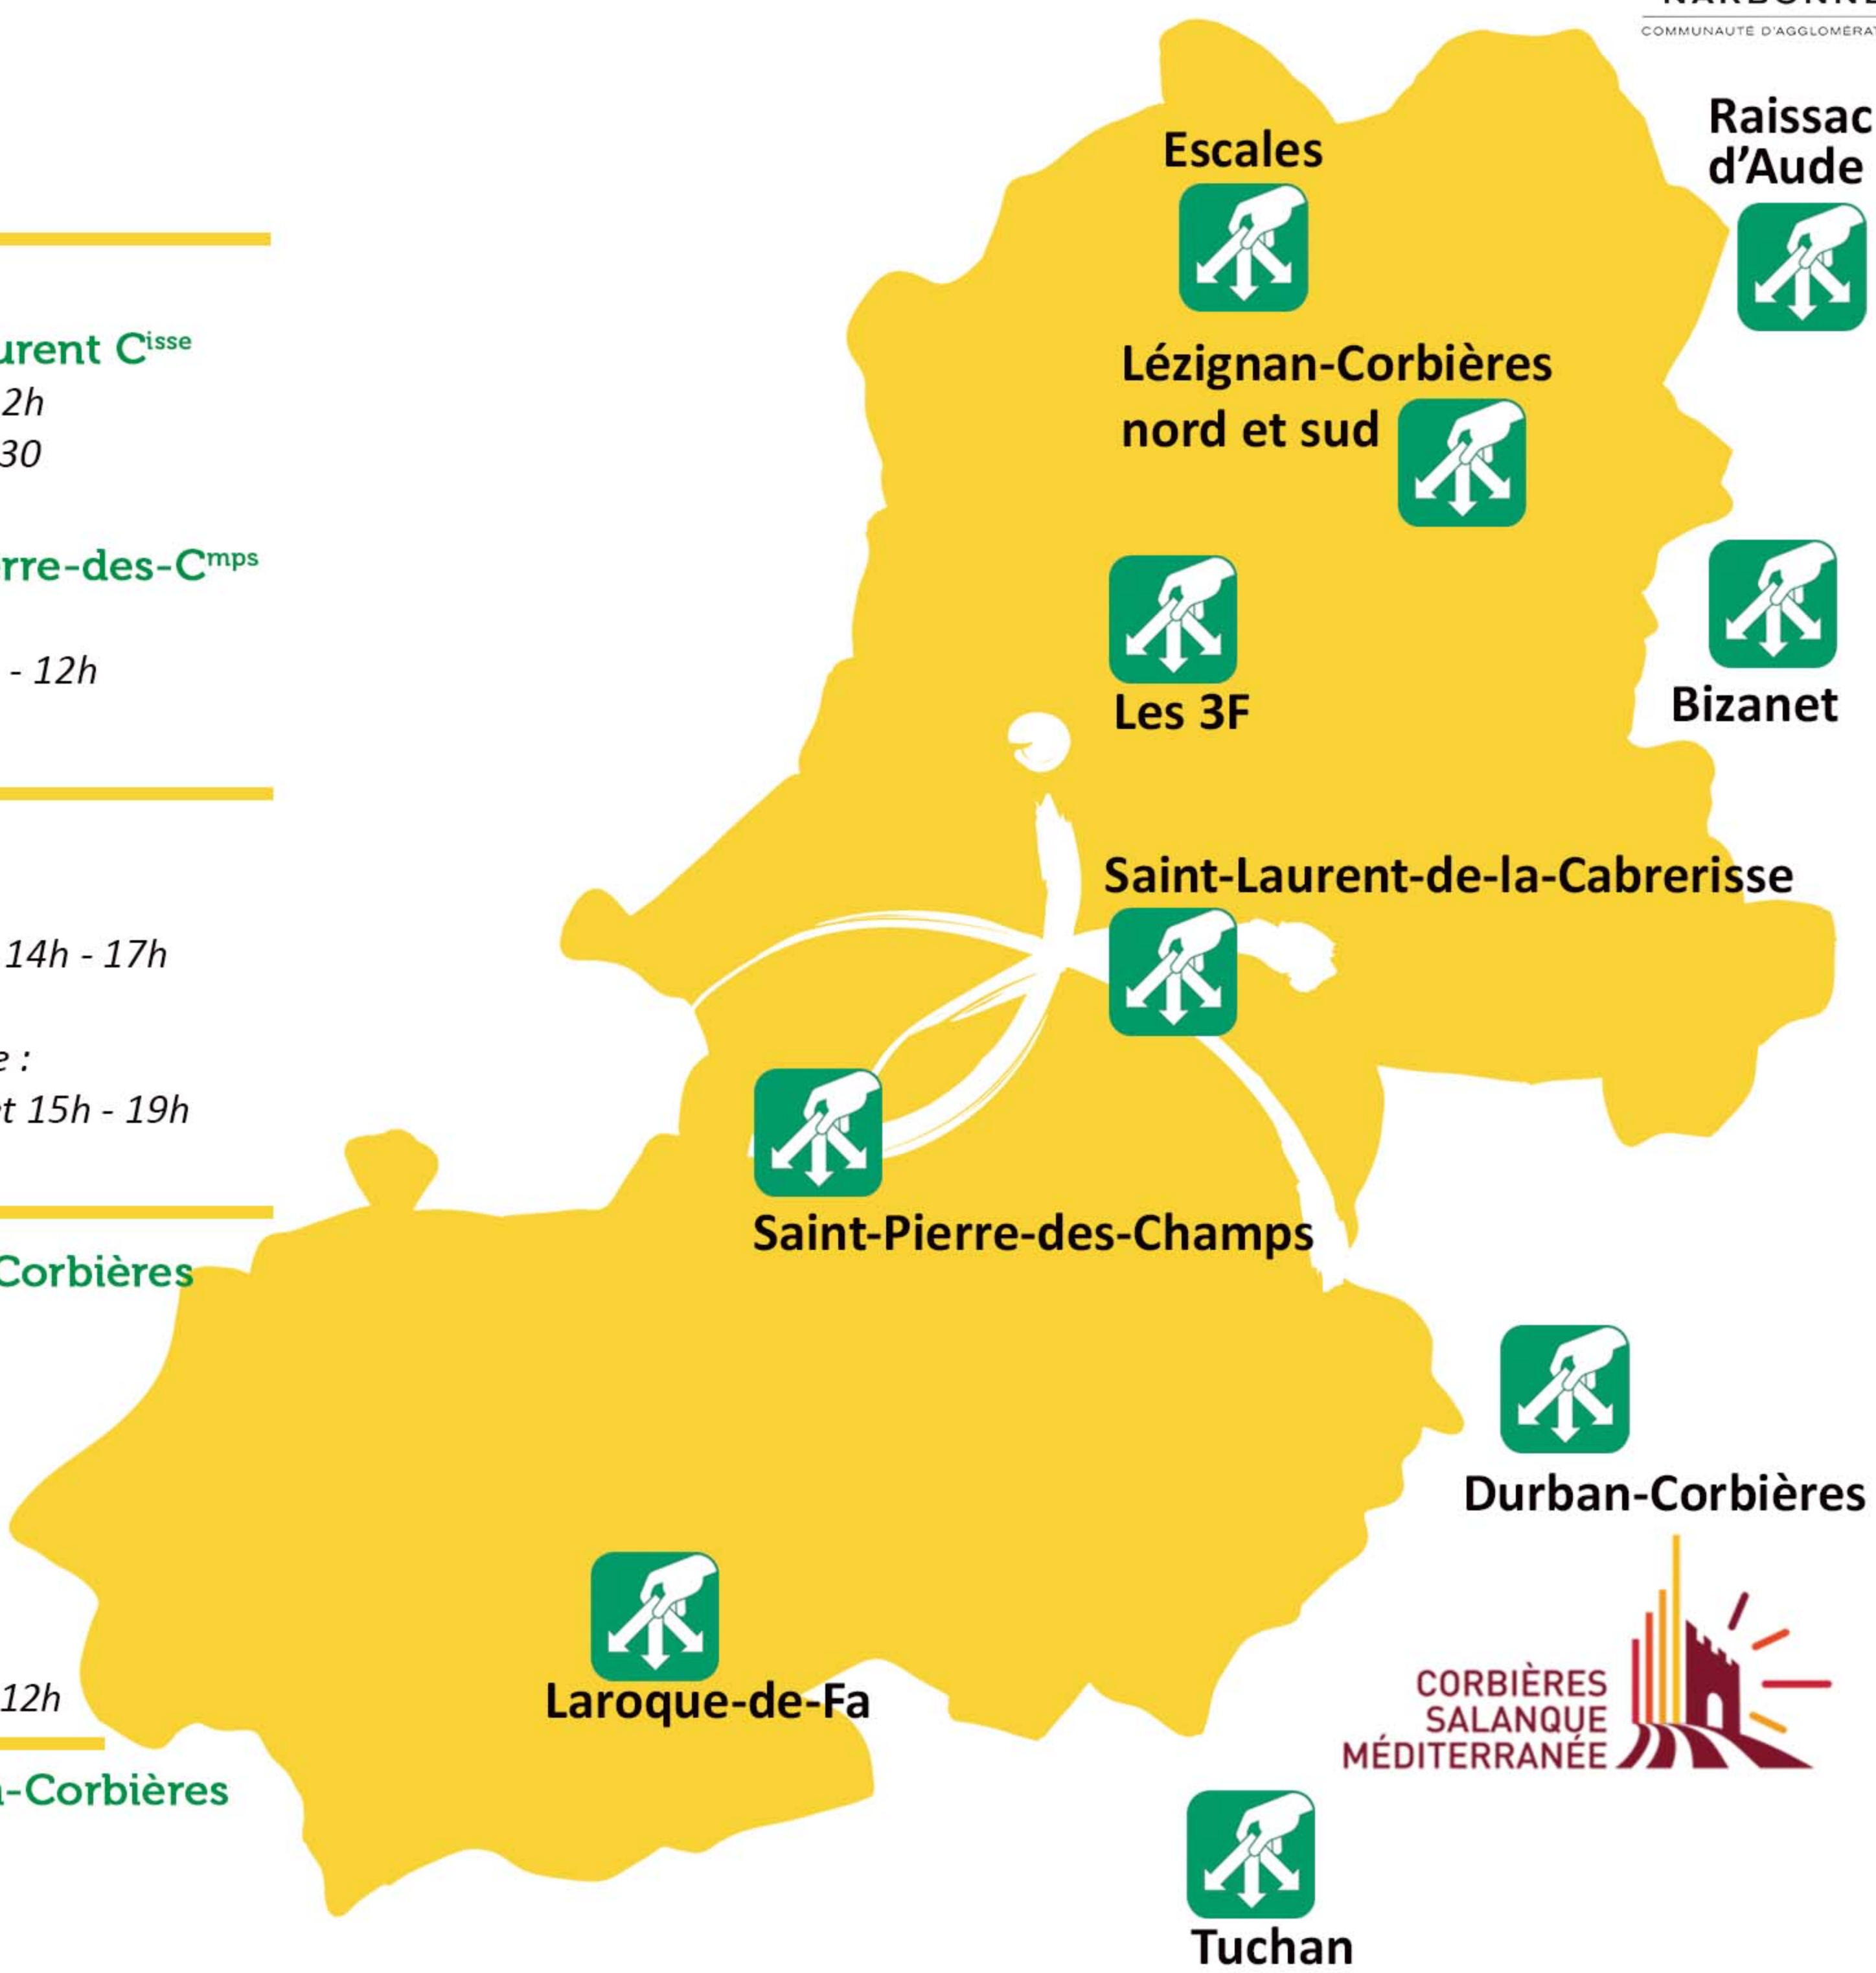 COMMUNAUTÉ
urent Cisse
2h
30
rre-des-Cmps
- 12h
14h - 17h
e :
t 15h - 19h
Corbières
12h
-Corbières
Escales
Raissac
d'Aude
Lézignan-Corbières
nord et sud
Les 3F
Bizanet
Saint-Laurent-de-la-Cabrerisse
Saint-Pierre-des-Champs
Durban-Corbières
Laroque-de-Fa
CORBIÈRES
SALANQUE
MÉDITERRANÉE
Tuchan